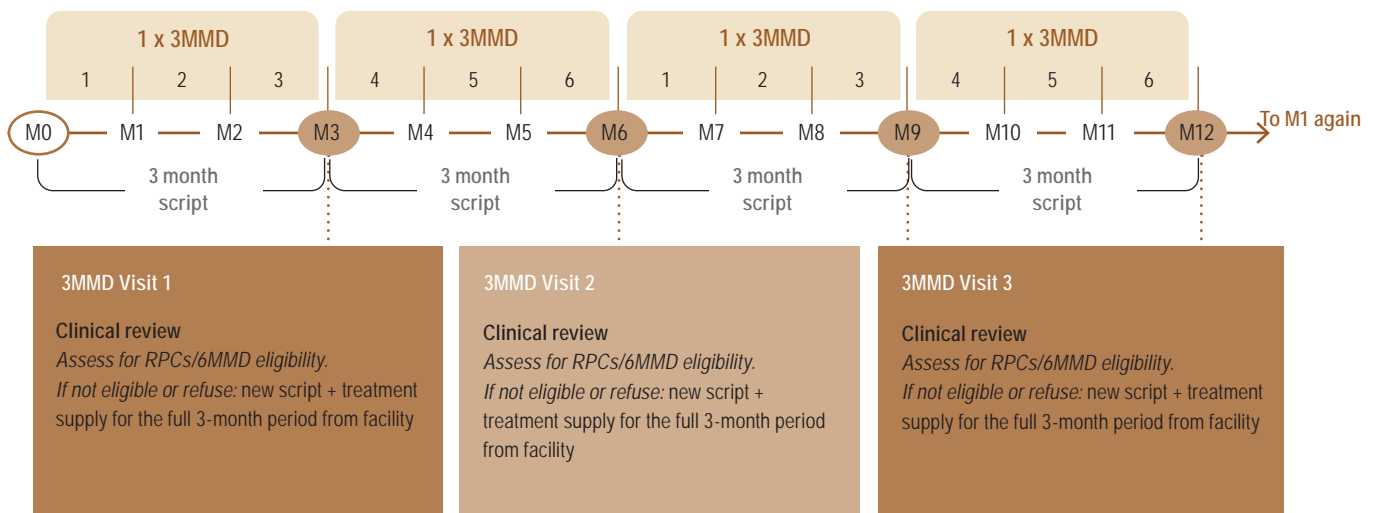 1 x 3MMD
1 x 3MMD
1 x 3MMD
1 x 3MMD
1 2 3 4 5 6 1 2 3 4 5 6
M0 M1 M2 M3 M4 M5 M6 M7 M8 M9 M10 M11 M12 To M1 again
3 month
script
3 month
script
3 month
script
3 month
script
3MMD Visit 1
Clinical review
Assess for RPCs/6MMD eligibility.
If not eligible or refuse: new script + treatment
supply for the full 3-month period from facility
3MMD Visit 2
Clinical review
Assess for RPCs/6MMD eligibility.
If not eligible or refuse: new script +
treatment supply for the full 3-month period
from facility
3MMD Visit 3
Clinical review
Assess for RPCs/6MMD eligibility.
If not eligible or refuse: new script + treatment
supply for the full 3-month period from facility